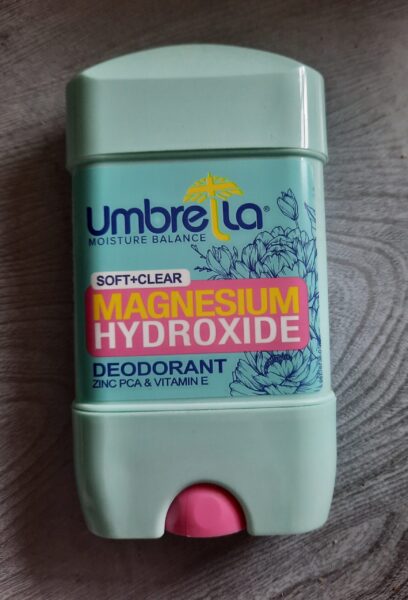 Umbrella®
MOISTURE BALANCE
SOFT+CLEAR
MAGNESIUM
HYDROXIDE
DEODORANT
ZINC PCA & VITAMIN E